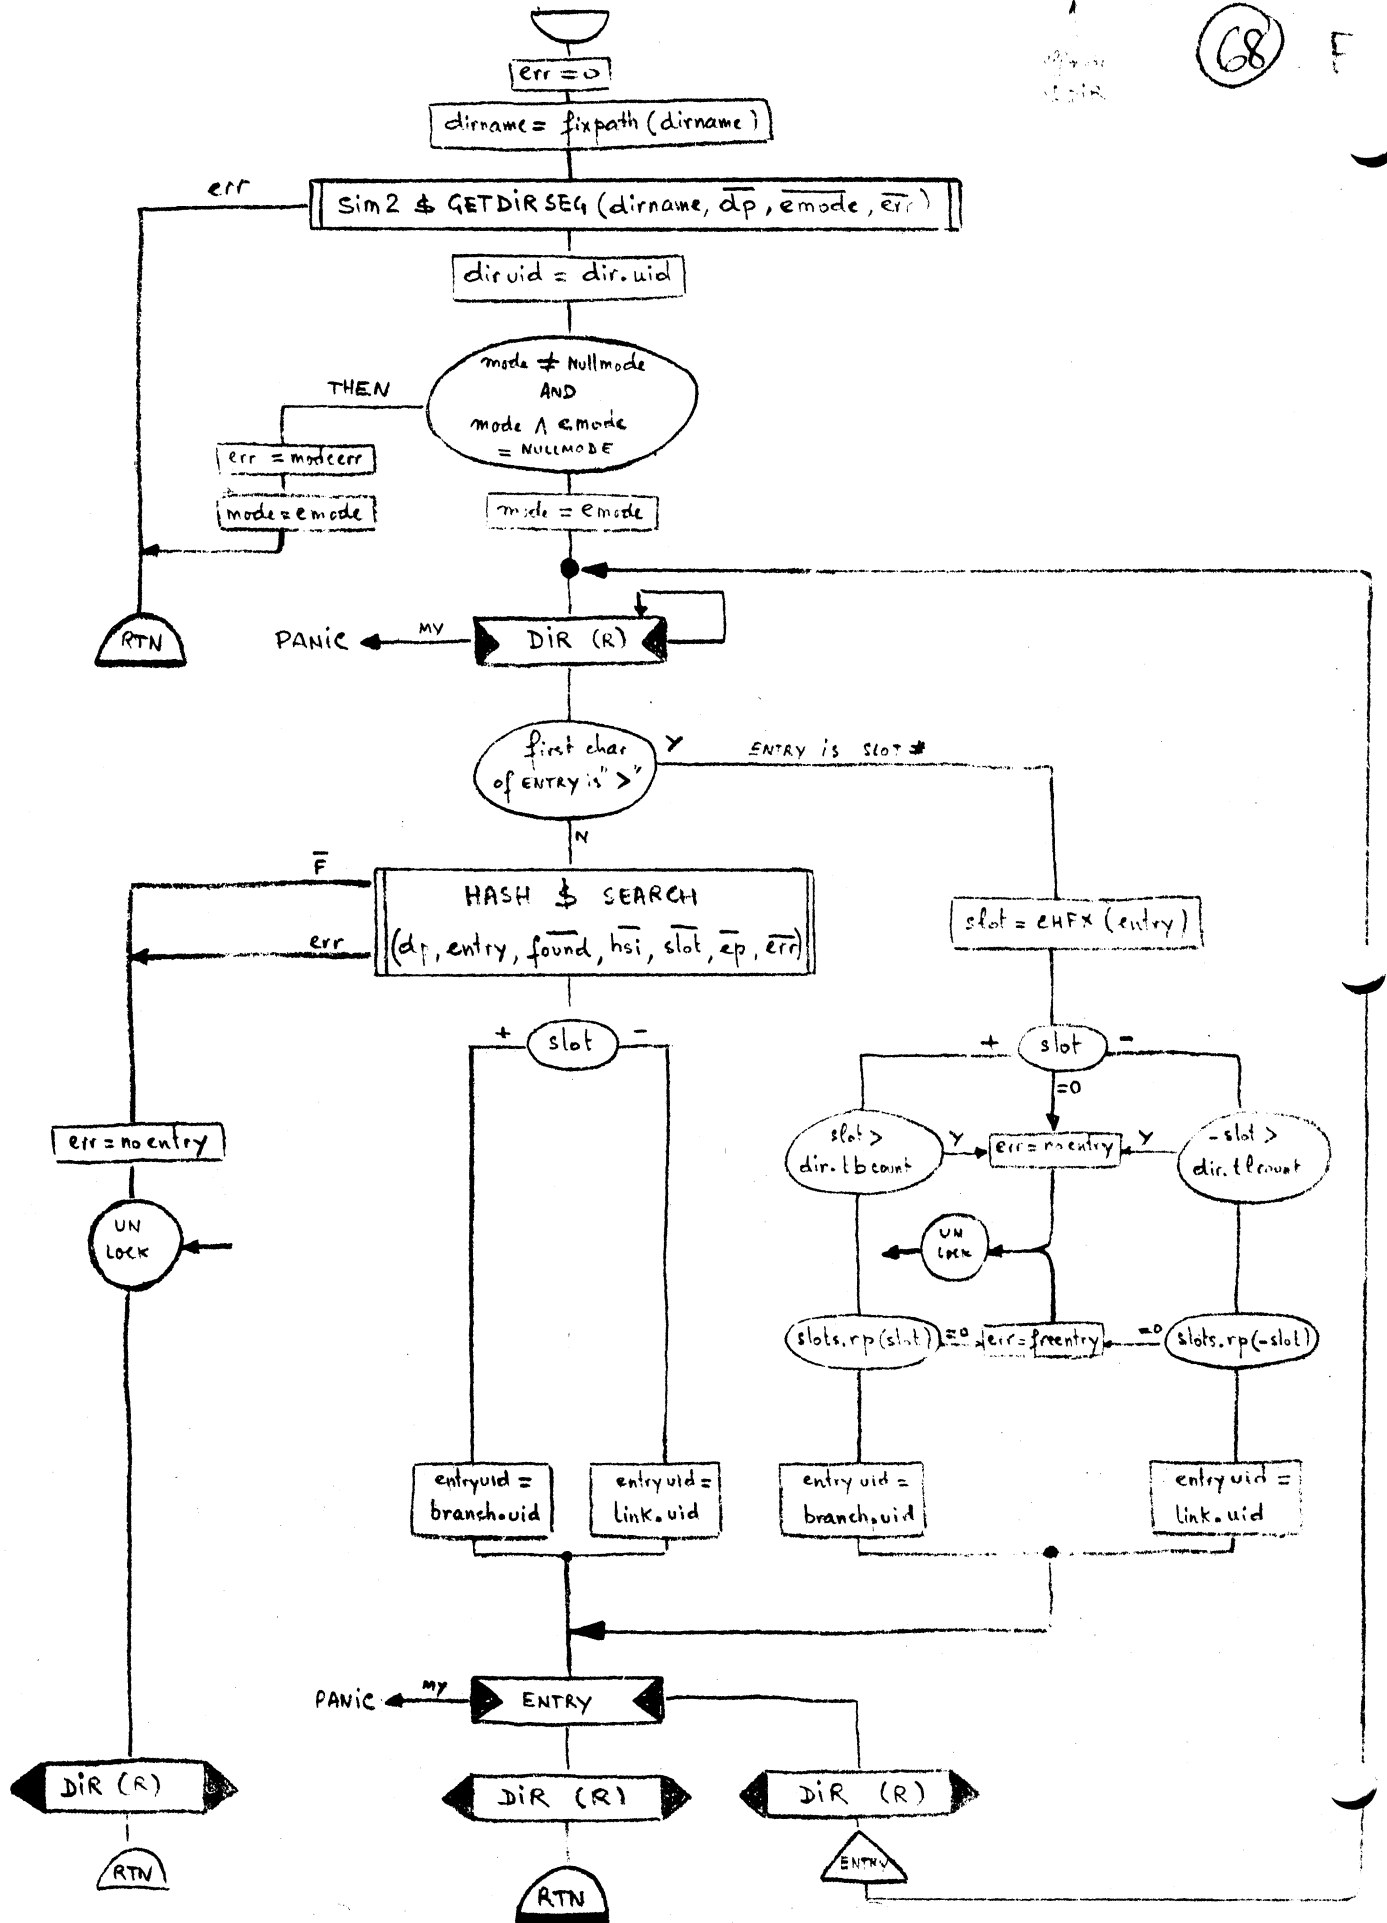 68 F
err = 0
dirname = fixpath (dirname)
err
Sim2 $ GETDIRSEG (dirname, dp, emode, err)
diruid = dir.uid
mode ≠ Nullmode
AND
mode ∧ emode
= NULLMODE
THEN
err = modeerr
mode = emode
mode = emode
RTN
PANIC
MY
DIR (R)
first char
of ENTRY is ">"
Y
ENTRY is SLOT #
N
F
HASH $ SEARCH
err
(dp, entry, found, hsi, slot, ep, err)
slot = CHFX (entry)
+
slot
-
+
slot
-
=0
err = noentry
slot >
dir.tbcount
Y
err = noentry
Y
-slot >
dir.tlcount
UN
LOCK
UN
LOCK
slots.rp(slot)
=0
err = freentry
=0
slots.rp(-slot)
entryuid =
branch.uid
entryuid =
link.uid
entryuid =
branch.uid
entryuid =
link.uid
PANIC
MY
ENTRY
DIR (R)
DIR (R)
DIR (R)
RTN
RTN
ENTRY